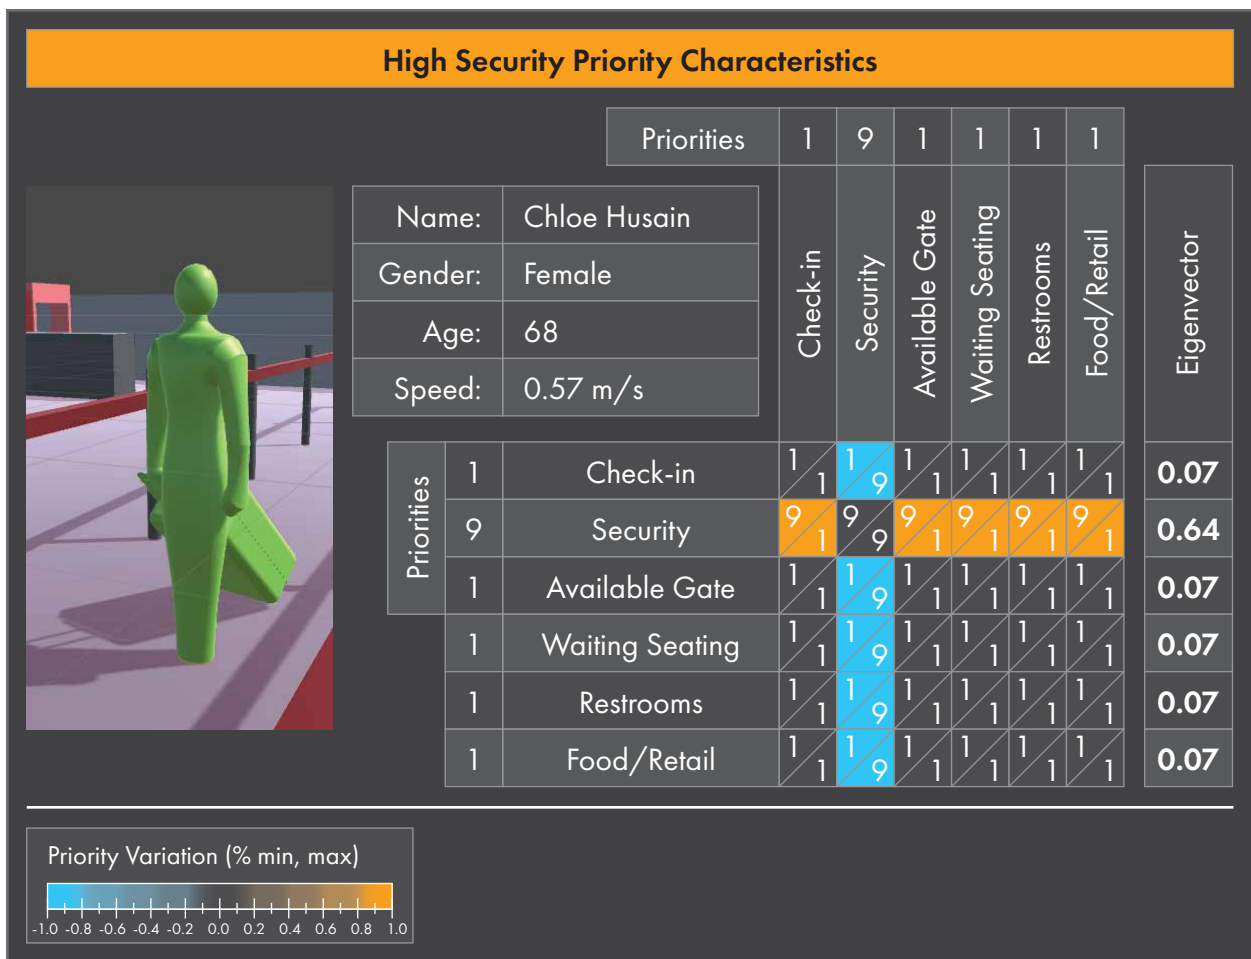 High Security Priority Characteristics
Priorities 1 9 1 1 1 1
Name: Chloe Husain
Gender: Female
Age: 68
Speed: 0.57 m/s
Check-in
Security
Available Gate
Waiting Seating
Restrooms
Food/Retail
Eigenvector
Priorities
1 Check-in 1/1 1/9 1/1 1/1 1/1 1/1 0.07
9 Security 9/1 9/9 9/1 9/1 9/1 9/1 0.64
1 Available Gate 1/1 1/9 1/1 1/1 1/1 1/1 0.07
1 Waiting Seating 1/1 1/9 1/1 1/1 1/1 1/1 0.07
1 Restrooms 1/1 1/9 1/1 1/1 1/1 1/1 0.07
1 Food/Retail 1/1 1/9 1/1 1/1 1/1 1/1 0.07
Priority Variation (% min, max)
-1.0 -0.8 -0.6 -0.4 -0.2 0.0 0.2 0.4 0.6 0.8 1.0